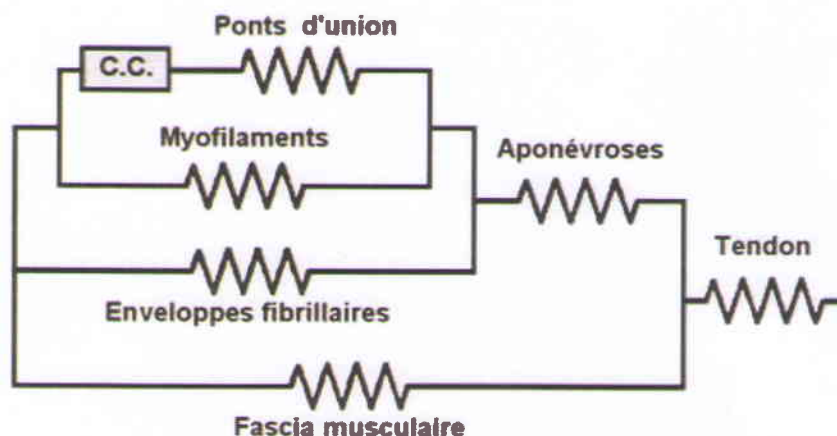 Ponts d'union
C.C.
Myofilaments
Aponévroses
Tendon
Enveloppes fibrillaires
Fascia musculaire